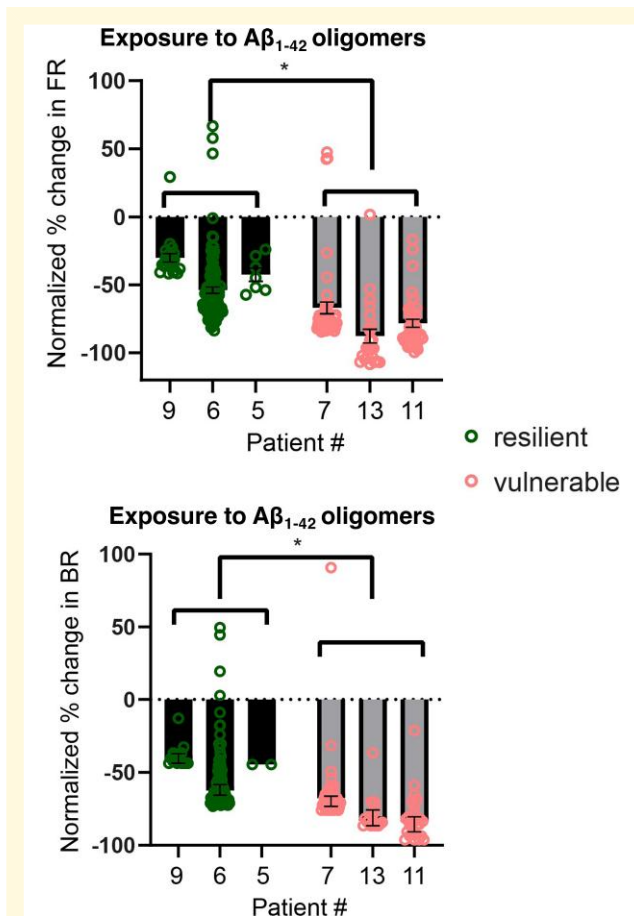 Exposure to Aβ1-42 oligomers
*
Normalized % change in FR
100
50
0
-50
-100
9 6 5 7 13 11
Patient #
resilient
vulnerable
Exposure to Aβ1-42 oligomers
*
Normalized % change in BR
100
50
0
-50
-100
9 6 5 7 13 11
Patient #